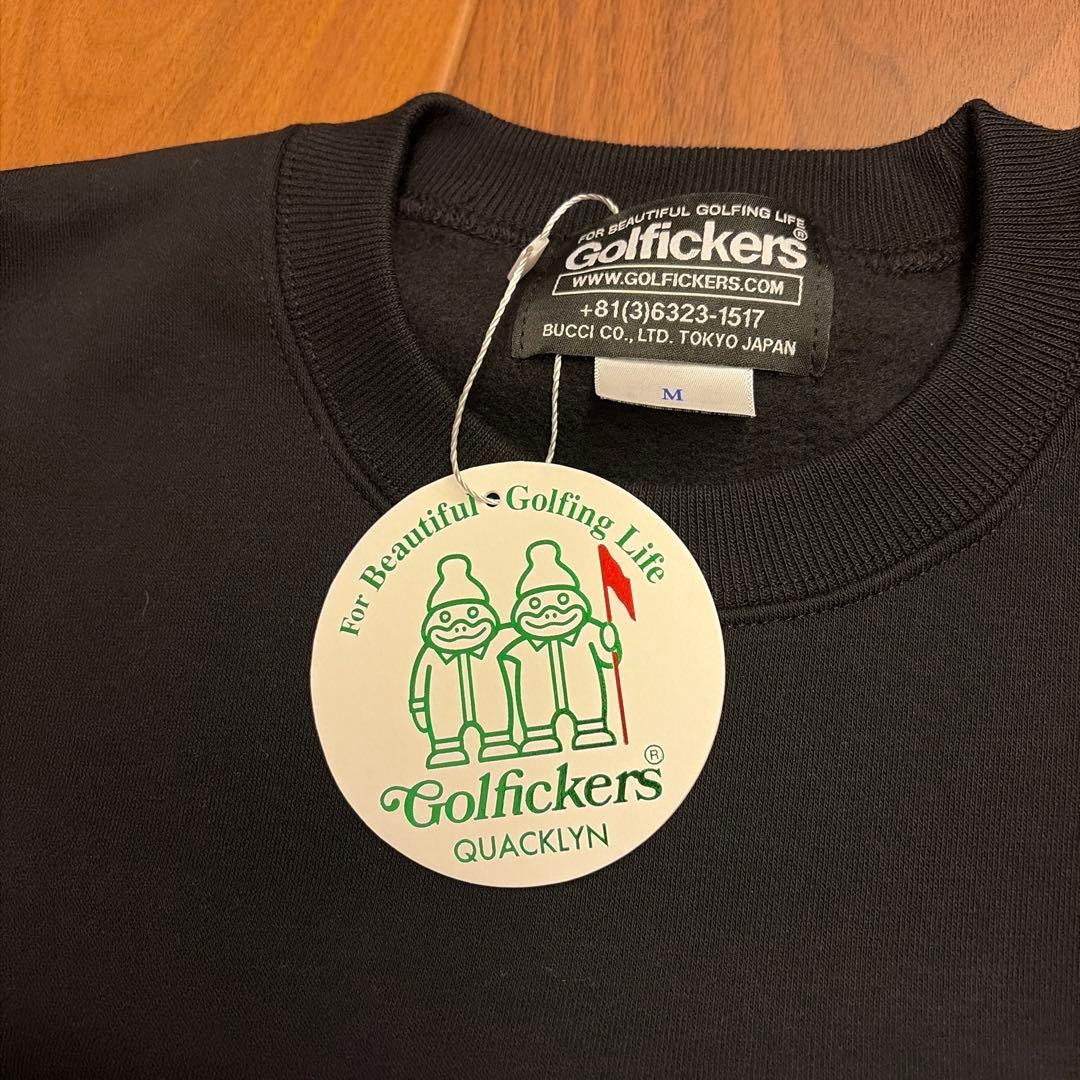 FOR BEAUTIFUL GOLFING LIFE
Golfickers®
WWW.GOLFICKERS.COM
+81(3)6323-1517
BUCCI CO., LTD. TOKYO JAPAN
M
For Beautiful Golfing Life
Golfickers®
QUACKLYN